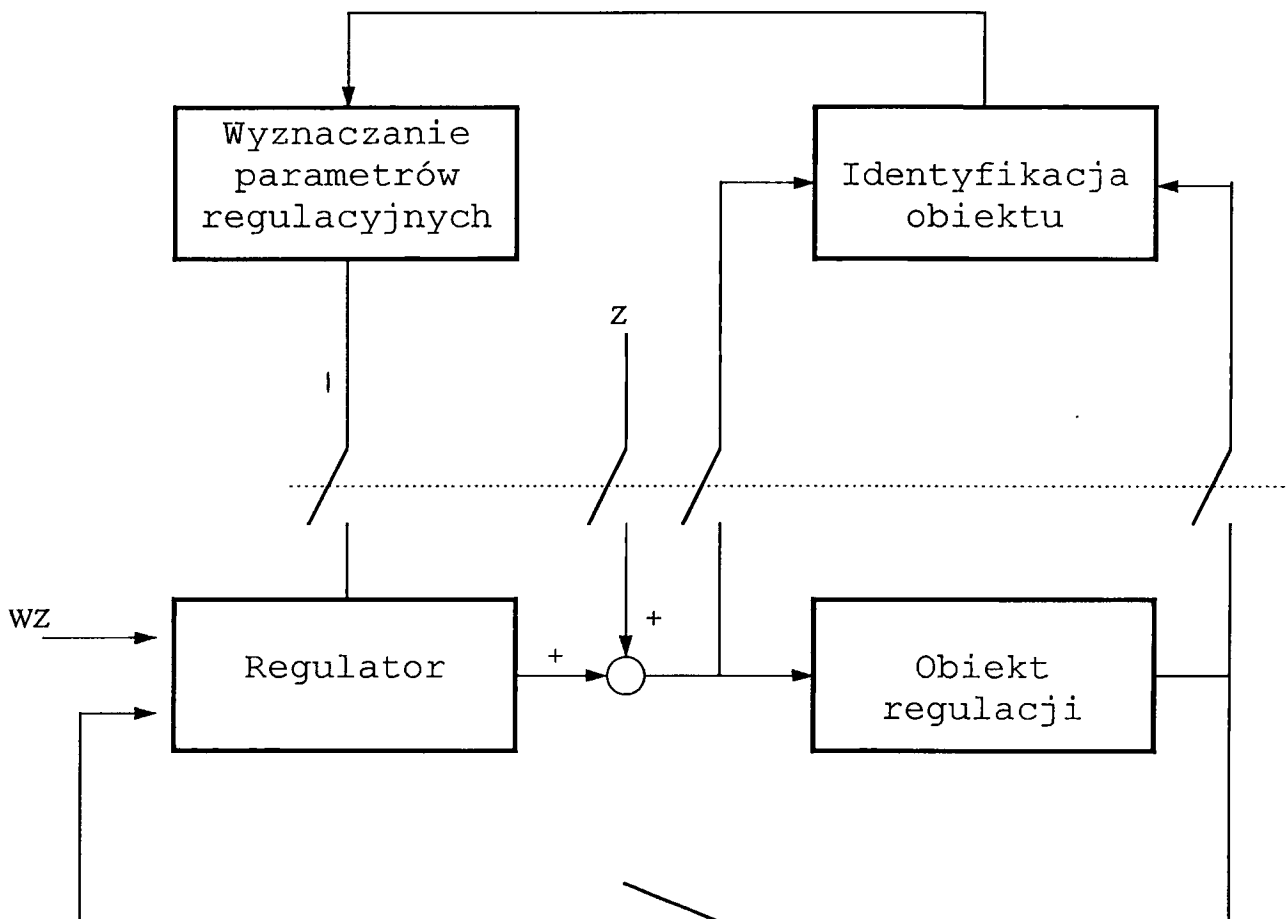 Wyznaczanie
parametrów
regulacyjnych
Identyfikacja
obiektu
z
wz
+
+
Regulator
Obiekt
regulacji